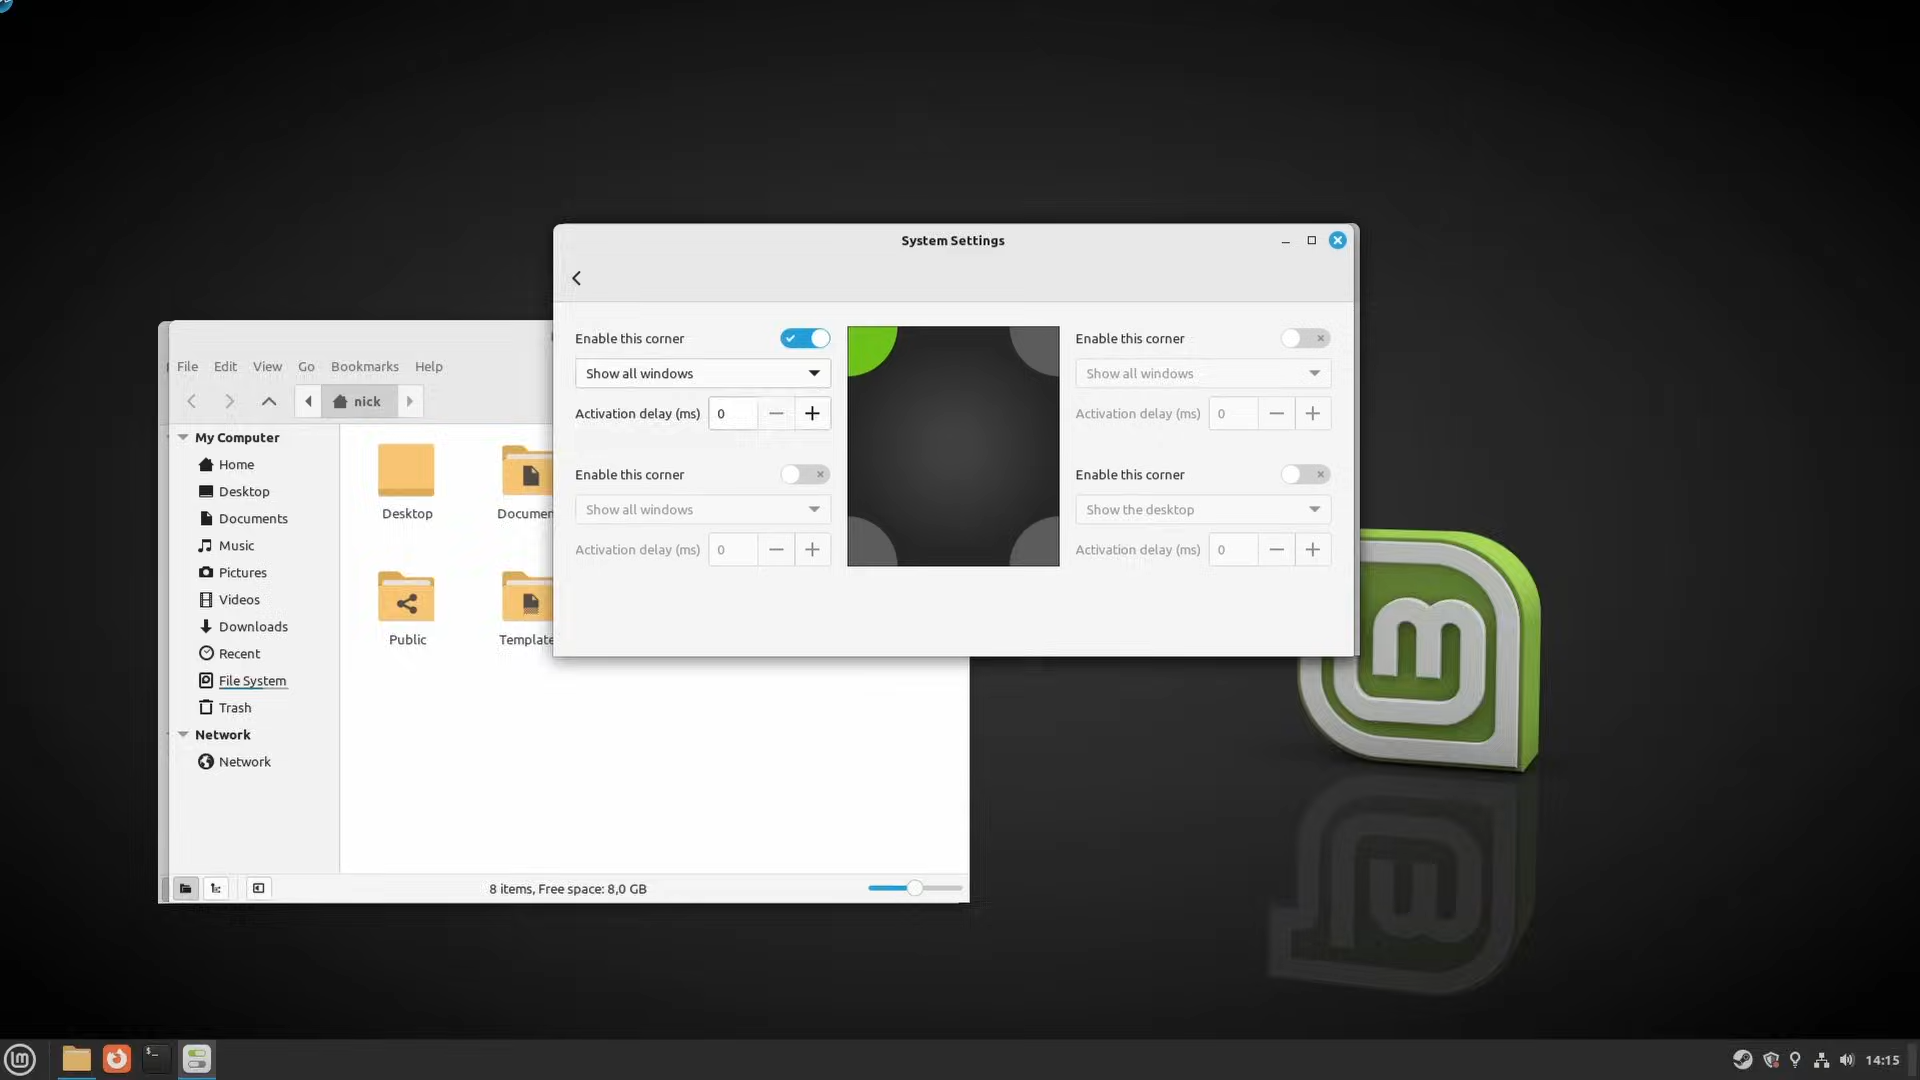 System Settings
Enable this corner
Show all windows
Activation delay (ms) 0
Enable this corner
Show all windows
Activation delay (ms) 0
Enable this corner
Show all windows
Activation delay (ms) 0
Enable this corner
Show the desktop
Activation delay (ms) 0
File Edit View Go Bookmarks Help
nick
My Computer
Home
Desktop
Documents
Music
Pictures
Videos
Downloads
Recent
File System
Trash
Network
Network
Desktop
Documen
Public
Template
8 items, Free space: 8,0 GB
14:15